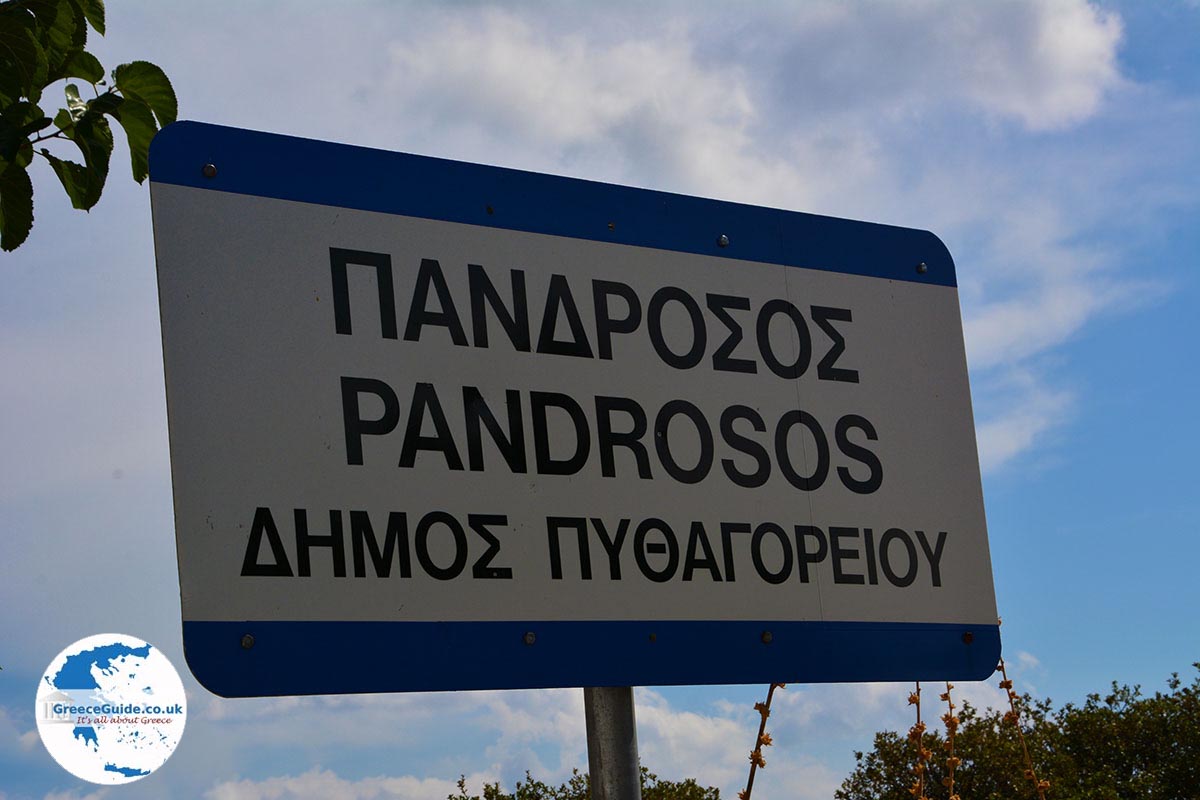 ΠΑΝΔΡΟΣΟΣ
PANDROSOS
ΔΗΜΟΣ ΠΥΘΑΓΟΡΕΙΟΥ
GreeceGuide.co.uk
It's all about Greece